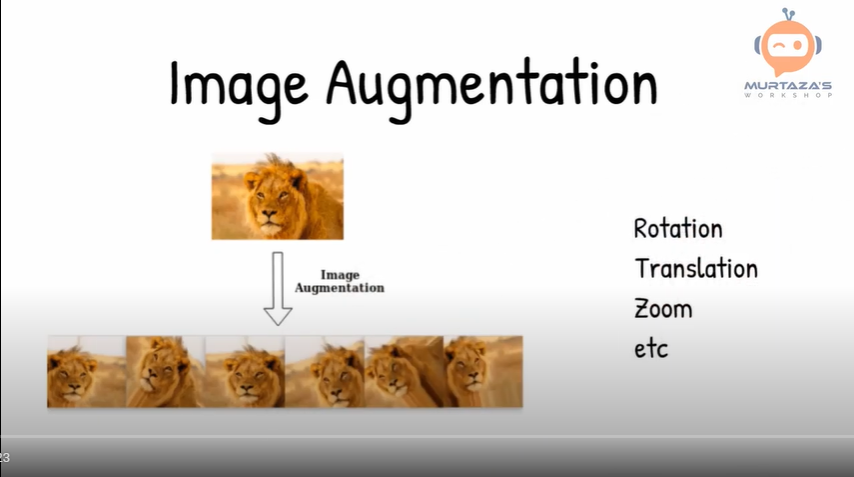 Image Augmentation
MURTAZA'S
WORKSHOP
Image
Augmentation
Rotation
Translation
Zoom
etc